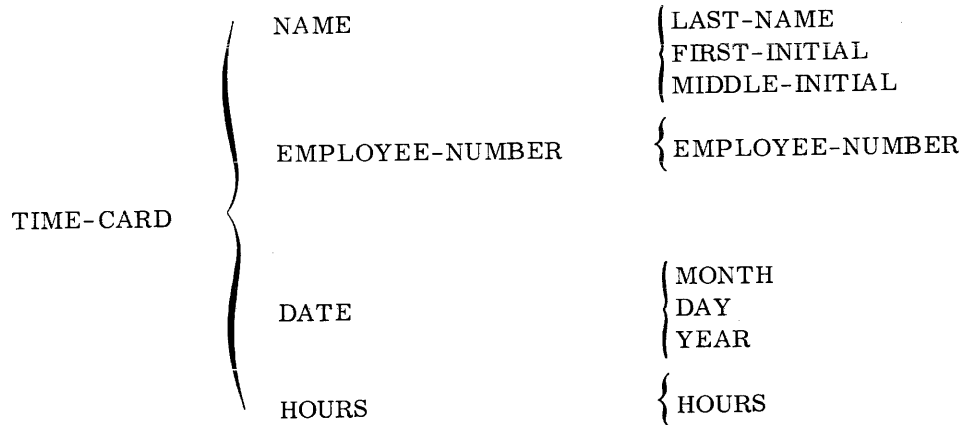 NAME
LAST-NAME
FIRST-INITIAL
MIDDLE-INITIAL
EMPLOYEE-NUMBER
EMPLOYEE-NUMBER
TIME-CARD
DATE
MONTH
DAY
YEAR
HOURS
HOURS